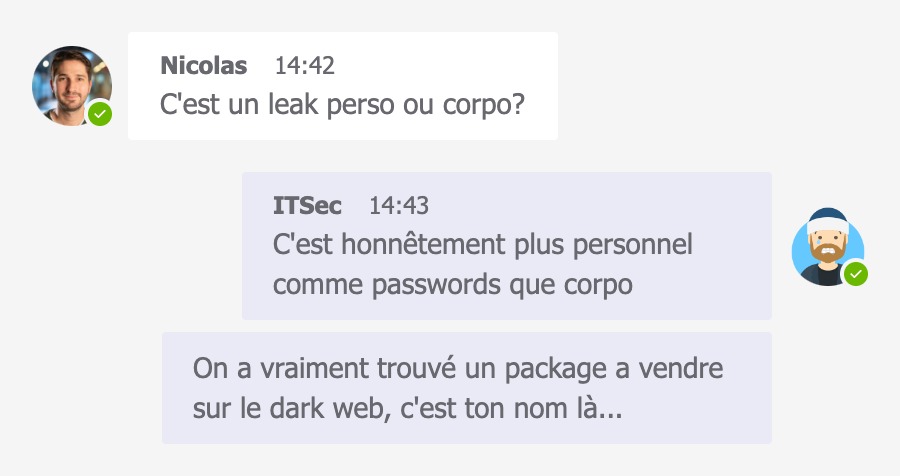 Nicolas 14:42
C'est un leak perso ou corpo?
ITSec 14:43
C'est honnêtement plus personnel
comme passwords que corpo
On a vraiment trouvé un package a vendre
sur le dark web, c'est ton nom là...